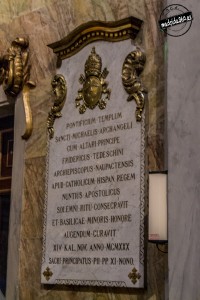 PONTIFICIUM TEMPLUM
SANCTI MICHAELIS ARCHANGELI
CUM ALTARI PRINCIPE
FRIDERICUS TEDESCHINI
ARCHIEPISCOPUS NAUPACTENSIS
APUD CATHOLICUM HISPAN. REGEM
NUNTIUS APOSTOLICUS
SOLEMNI RITU CONSECRAVIT
ET BASILICAE MINORIS HONORE
AUGENDUM CURAVIT
KAL. NOV. ANNO MCMXXX
SACRI PRINCIPATUS PII PP. XI NONO